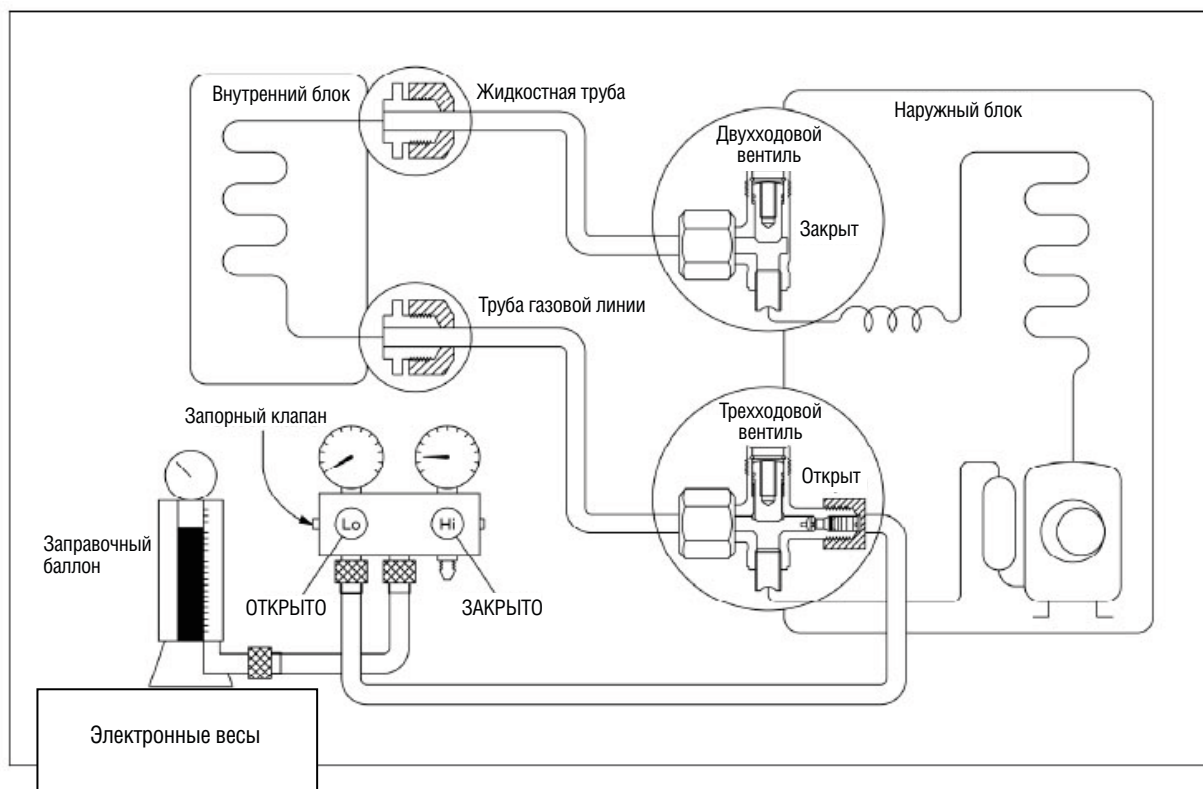 Внутренний блок
Жидкостная труба
Наружный блок
Двухходовой
вентиль
Закрыт
Труба газовой линии
Запорный клапан
Трехходовой
вентиль
Открыт
Lo
Hi
Заправочный
баллон
ОТКРЫТО
ЗАКРЫТО
Электронные весы